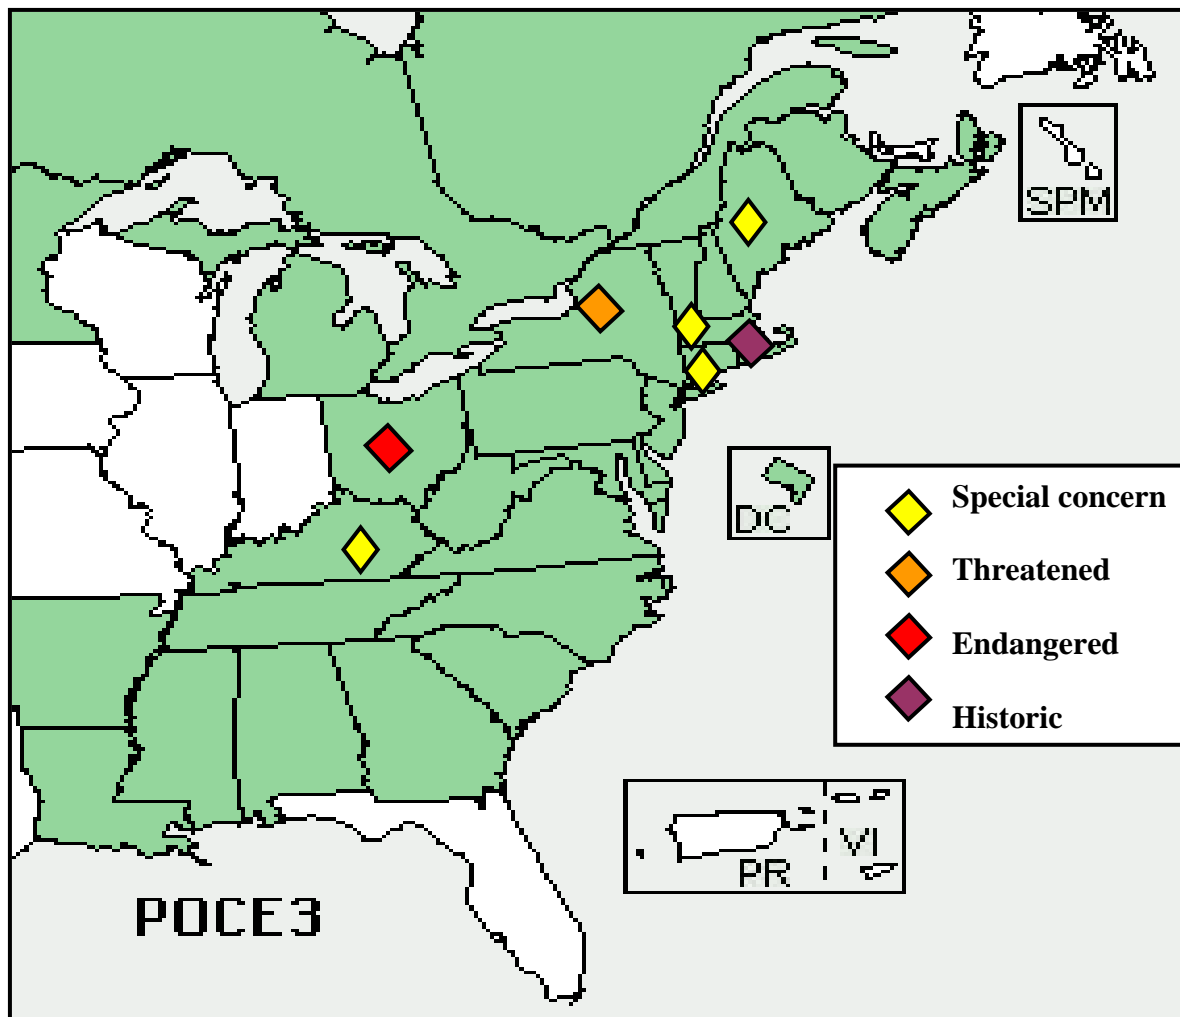 SPM
DC
Special concern
Threatened
Endangered
Historic
PR
VI
POCE3